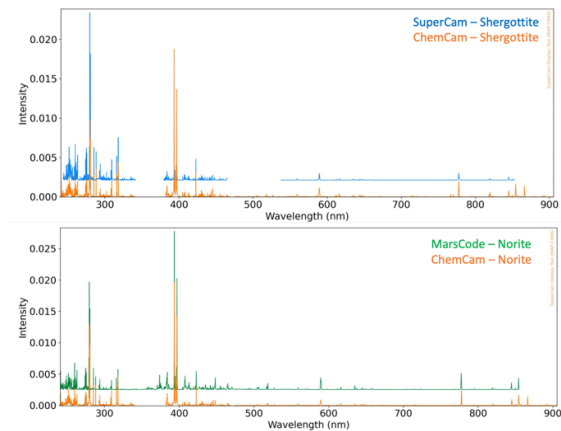 SuperCam – Shergottite
ChemCam – Shergottite
0.020
0.015
0.010
0.005
0.000
Intensity
300 400 500 600 700 800 900
Wavelength (nm)
MarsCode – Norite
ChemCam – Norite
0.025
0.020
0.015
0.010
0.005
0.000
Intensity
300 400 500 600 700 800 900
Wavelength (nm)